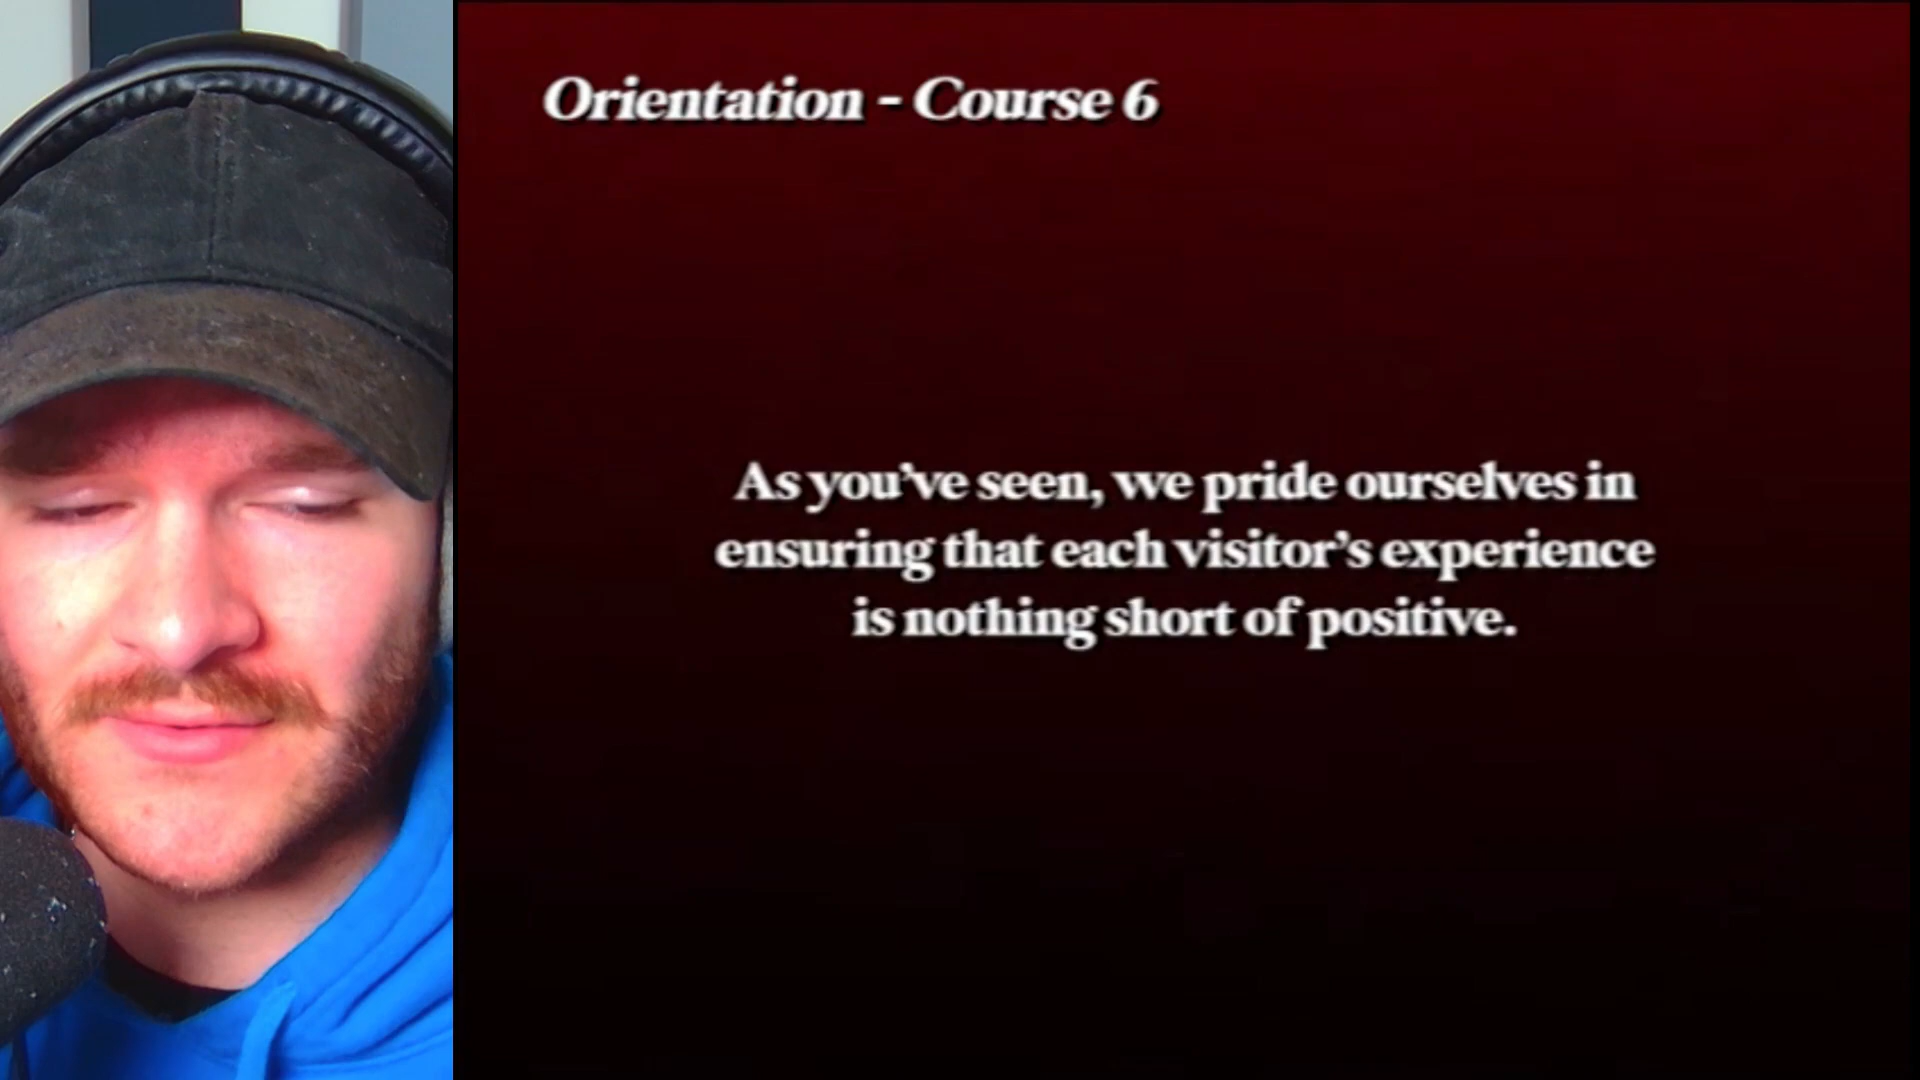 Orientation - Course 6
As you've seen, we pride ourselves in
ensuring that each visitor's experience
is nothing short of positive.